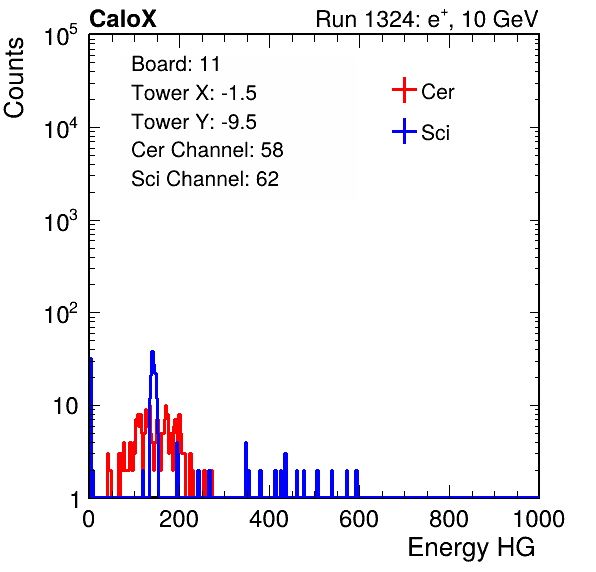 CaloX Run 1324: e⁺, 10 GeV
Counts
Board: 11
Tower X: -1.5
Tower Y: -9.5
Cer Channel: 58
Sci Channel: 62
Cer
Sci
10⁵
10⁴
10³
10²
10
1
0 200 400 600 800 1000
Energy HG